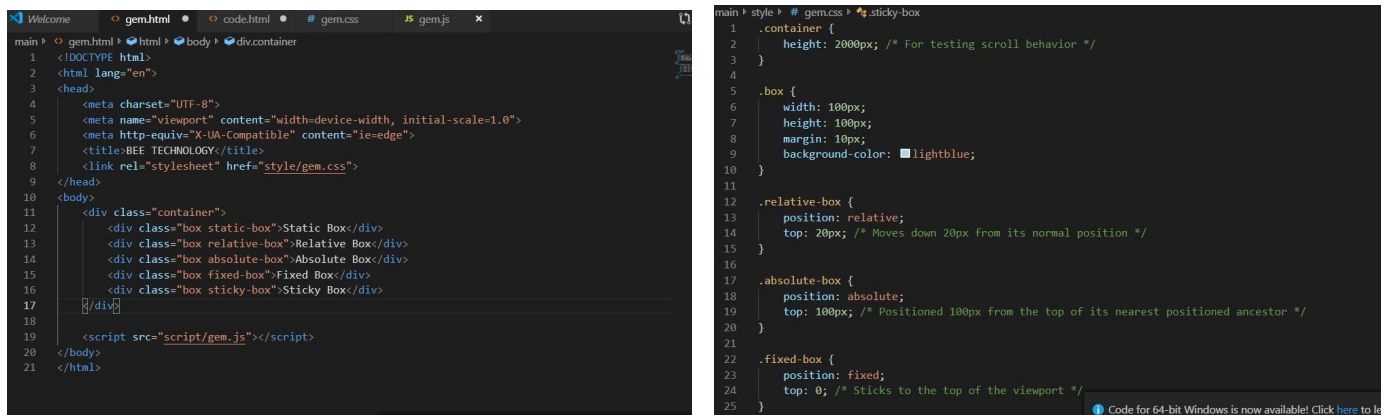 Welcome gem.html code.html # gem.css JS gem.js
main gem.html html body div.container
1 <!DOCTYPE html>
2 <html lang="en">
3 <head>
4 <meta charset="UTF-8">
5 <meta name="viewport" content="width=device-width, initial-scale=1.0">
6 <meta http-equiv="X-UA-Compatible" content="ie=edge">
7 <title>BEE TECHNOLOGY</title>
8 <link rel="stylesheet" href="style/gem.css">
9 </head>
10 <body>
11 <div class="container">
12 <div class="box static-box">Static Box</div>
13 <div class="box relative-box">Relative Box</div>
14 <div class="box absolute-box">Absolute Box</div>
15 <div class="box fixed-box">Fixed Box</div>
16 <div class="box sticky-box">Sticky Box</div>
17 </div>
18
19 <script src="script/gem.js"></script>
20 </body>
21 </html>
main style # gem.css .sticky-box
1 .container {
2 height: 2000px; /* For testing scroll behavior */
3 }
4
5 .box {
6 width: 100px;
7 height: 100px;
8 margin: 10px;
9 background-color: lightblue;
10 }
11
12 .relative-box {
13 position: relative;
14 top: 20px; /* Moves down 20px from its normal position */
15 }
16
17 .absolute-box {
18 position: absolute;
19 top: 100px; /* Positioned 100px from the top of its nearest positioned ancestor */
20 }
21
22 .fixed-box {
23 position: fixed;
24 top: 0; /* Sticks to the top of the viewport */
25 }
Code for 64-bit Windows is now available! Click here to le